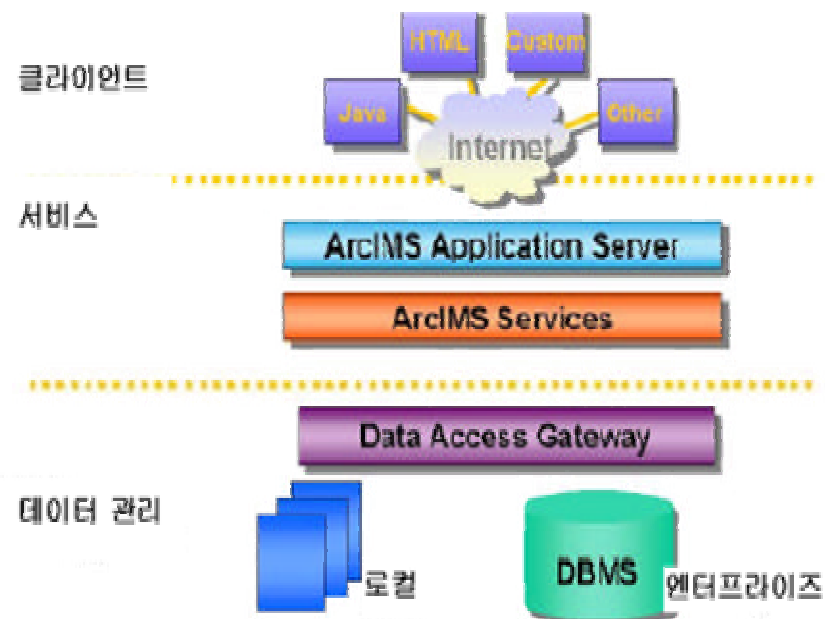 클라이언트
HTML
Custom
Java
Other
Internet
서비스
ArcIMS Application Server
ArcIMS Services
Data Access Gateway
데이터 관리
로컬
DBMS
엔터프라이즈